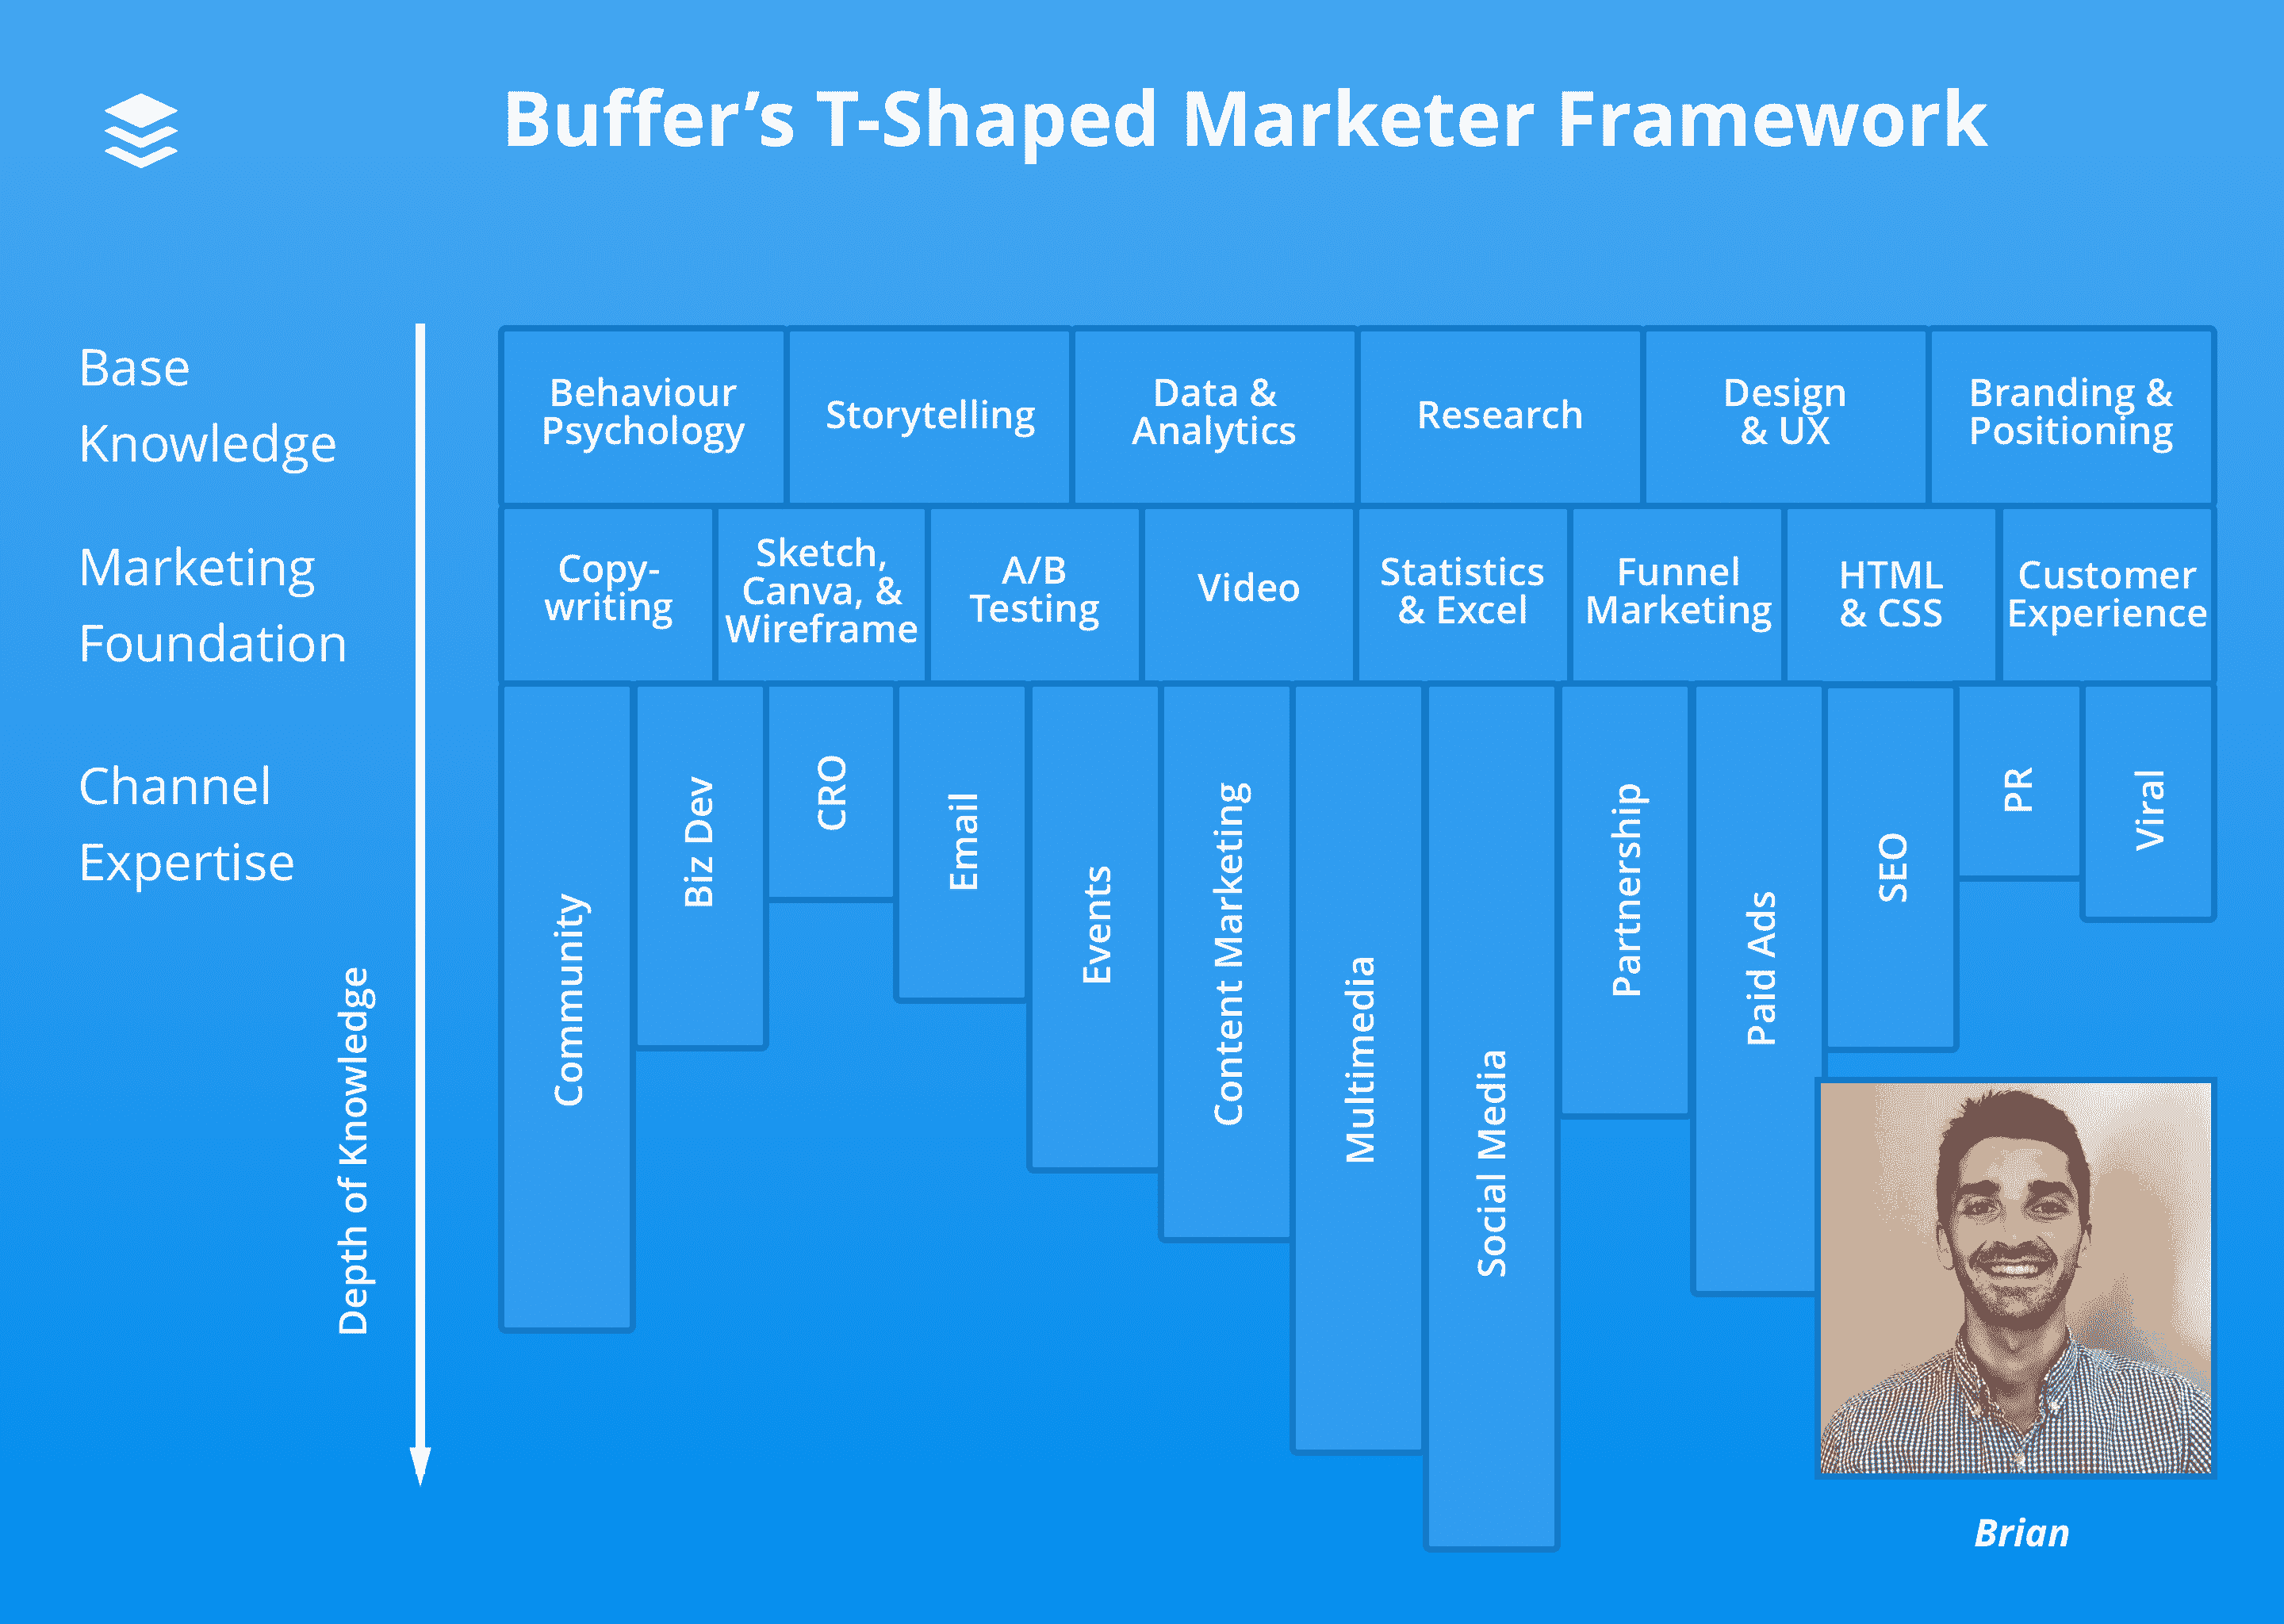 Buffer’s T-Shaped Marketer Framework
Base
Knowledge
Behaviour
Psychology
Storytelling
Data &
Analytics
Research
Design
& UX
Branding &
Positioning
Marketing
Foundation
Copy-
writing
Sketch,
Canva, &
Wireframe
A/B
Testing
Video
Statistics
& Excel
Funnel
Marketing
HTML
& CSS
Customer
Experience
Channel
Expertise
Depth of Knowledge
Community
Biz Dev
CRO
Email
Events
Content Marketing
Multimedia
Social Media
Partnership
Paid Ads
SEO
PR
Viral
Brian